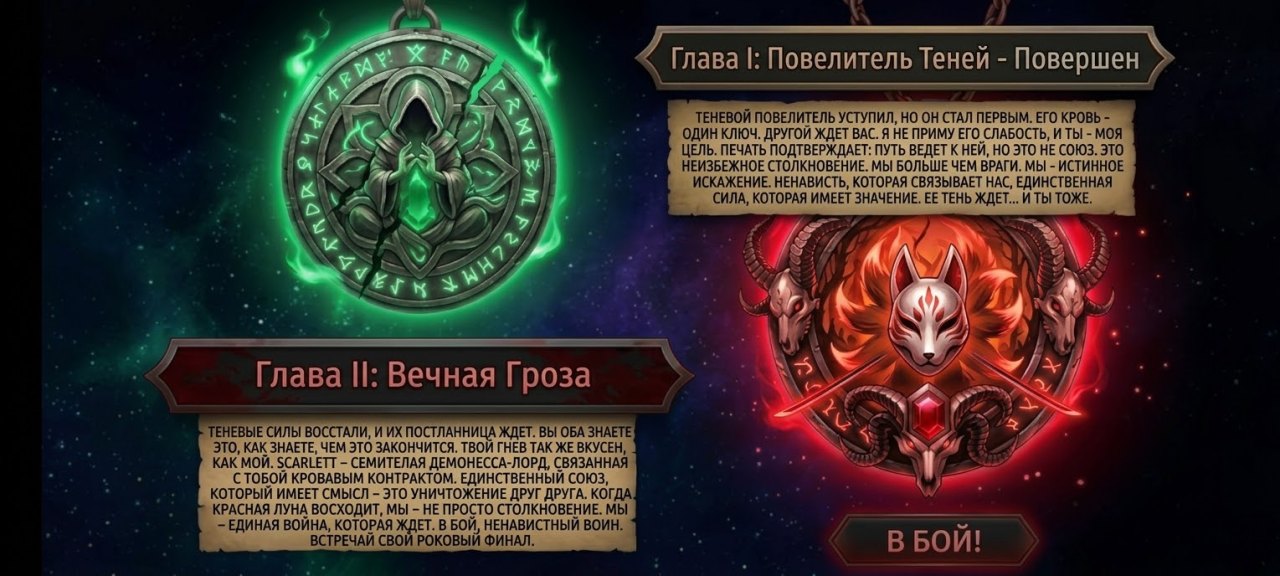 Глава I: Повелитель Теней - Повершен
ТЕНЕВОЙ ПОВЕЛИТЕЛЬ УСТУПИЛ, НО ОН СТАЛ ПЕРВЫМ. ЕГО КРОВЬ -
ОДИН КЛЮЧ. ДРУГОЙ ЖДЕТ ВАС. Я НЕ ПРИМУ ЕГО СЛАБОСТЬ, И ТЫ - МОЯ
ЦЕЛЬ. ПЕЧАТЬ ПОДТВЕРЖДАЕТ: ПУТЬ ВЕДЕТ К НЕЙ, НО ЭТО НЕ СОЮЗ. ЭТО
НЕИЗБЕЖНОЕ СТОЛКНОВЕНИЕ. МЫ БОЛЬШЕ ЧЕМ ВРАГИ. МЫ - ИСТИННОЕ
ИСКАЖЕНИЕ. НЕНАВИСТЬ, КОТОРАЯ СВЯЗЫВАЕТ НАС, ЕДИНСТВЕННАЯ
СИЛА, КОТОРАЯ ИМЕЕТ ЗНАЧЕНИЕ. ЕЕ ТЕНЬ ЖДЕТ... И ТЫ ТОЖЕ.
Глава II: Вечная Гроза
ТЕНЕВЫЕ СИЛЫ ВОССТАЛИ, И ИХ ПОСТЛАННИЦА ЖДЕТ. ВЫ ОБА ЗНАЕТЕ
ЭТО, КАК ЗНАЕТЕ, ЧЕМ ЭТО ЗАКОНЧИТСЯ. ТВОЙ ГНЕВ ТАК ЖЕ ВКУСЕН,
КАК МОЙ. SCARLETT – СЕМИТЕЛАЯ ДЕМОНЕССА-ЛОРД, СВЯЗАННАЯ
С ТОБОЙ КРОВАВЫМ КОНТРАКТОМ. ЕДИНСТВЕННЫЙ СОЮЗ,
КОТОРЫЙ ИМЕЕТ СМЫСЛ – ЭТО УНИЧТОЖЕНИЕ ДРУГ ДРУГА. КОГДА
КРАСНАЯ ЛУНА ВОСХОДИТ, МЫ – НЕ ПРОСТО СТОЛКНОВЕНИЕ. МЫ
– ЕДИНАЯ ВОЙНА, КОТОРАЯ ЖДЕТ. В БОЙ, НЕНАВИСТНЫЙ ВОИН.
ВСТРЕЧАЙ СВОЙ РОКОВЫЙ ФИНАЛ.
В БОЙ!